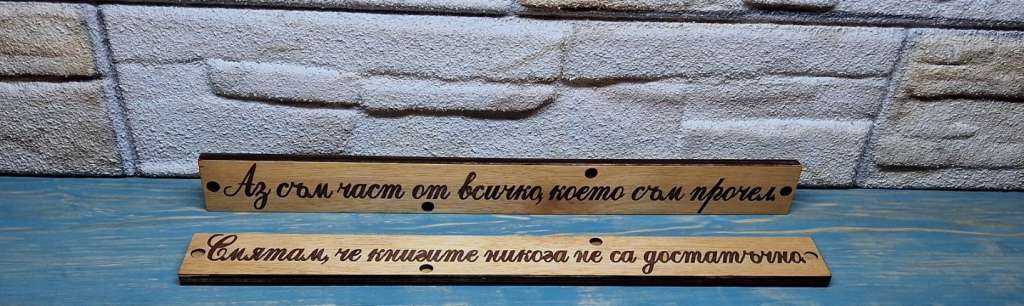 Аз съм част от всичко, което съм прочел.
Смятам, че книгите никога не са достатъчно.